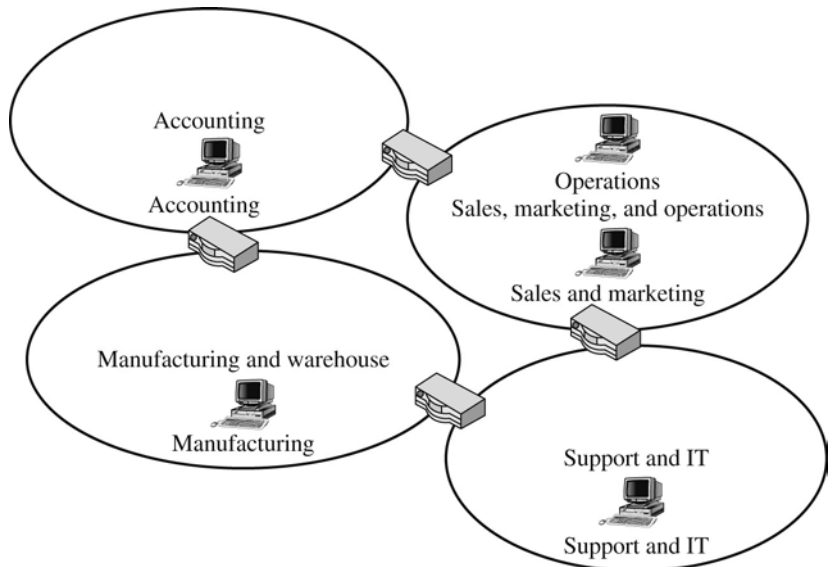 Accounting
Accounting
Operations
Sales, marketing, and operations
Sales and marketing
Manufacturing and warehouse
Manufacturing
Support and IT
Support and IT